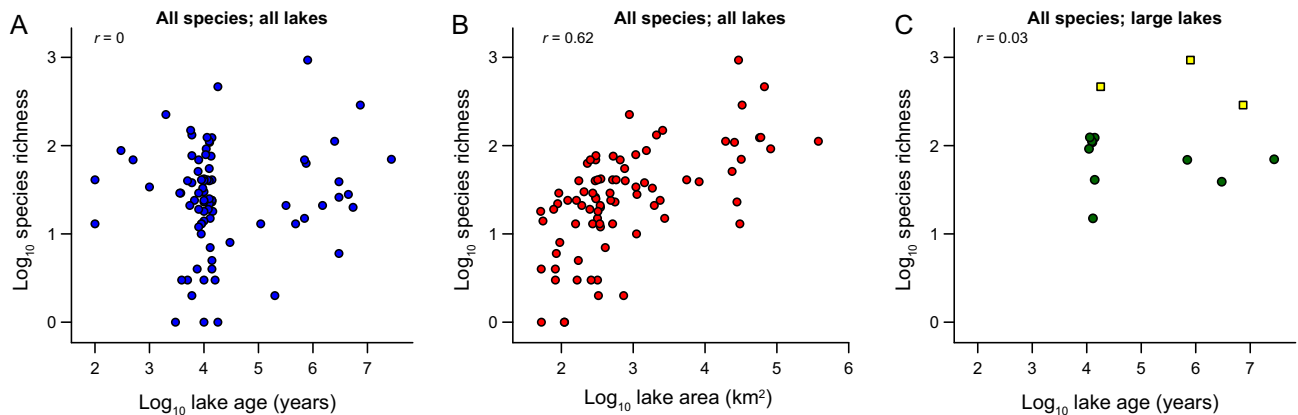 A
All species; all lakes
r = 0
3
2
1
0
Log10 species richness
2 3 4 5 6 7
Log10 lake age (years)
B
All species; all lakes
r = 0.62
3
2
1
0
Log10 species richness
2 3 4 5 6
Log10 lake area (km²)
C
All species; large lakes
r = 0.03
3
2
1
0
Log10 species richness
2 3 4 5 6 7
Log10 lake age (years)